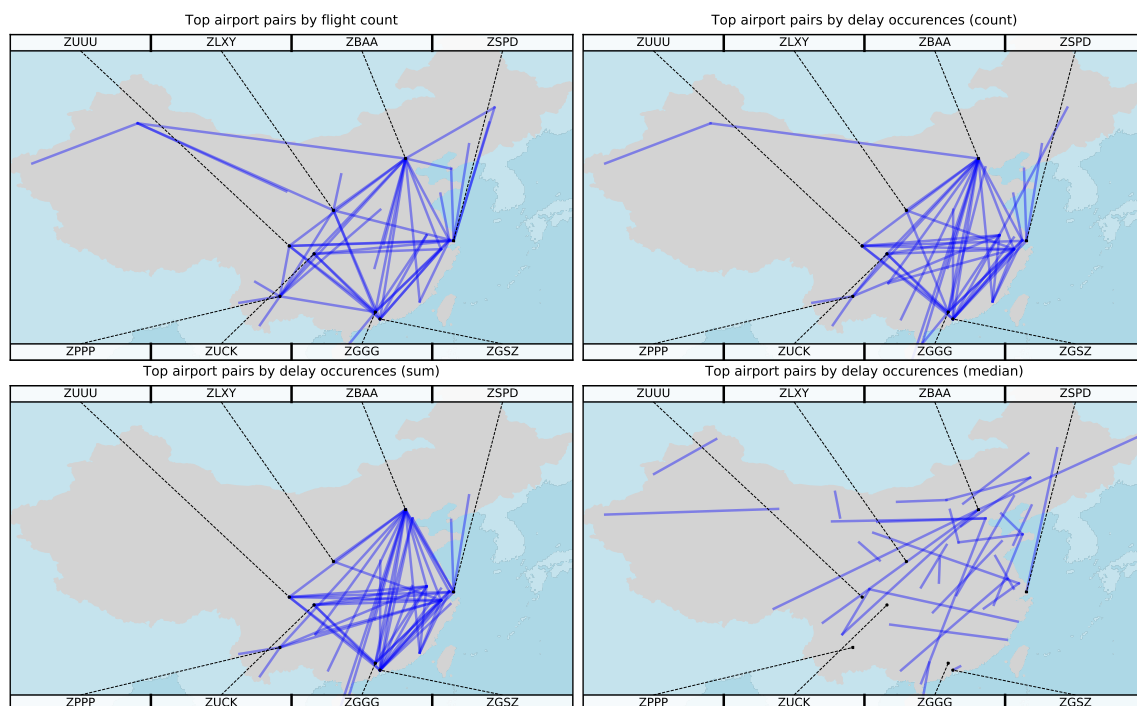 Top airport pairs by flight count
ZUUU ZLXY ZBAA ZSPD
ZPPP ZUCK ZGGG ZGSZ
Top airport pairs by delay occurences (count)
ZUUU ZLXY ZBAA ZSPD
ZPPP ZUCK ZGGG ZGSZ
Top airport pairs by delay occurences (sum)
ZUUU ZLXY ZBAA ZSPD
ZPPP ZUCK ZGGG ZGSZ
Top airport pairs by delay occurences (median)
ZUUU ZLXY ZBAA ZSPD
ZPPP ZUCK ZGGG ZGSZ